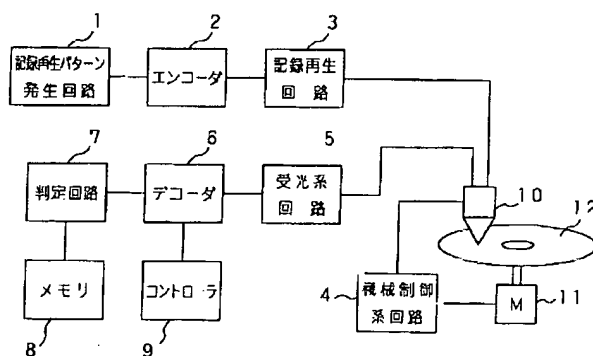 1
2
3
記録再生パターン
発生回路
エンコーダ
記録再生
回路
7
6
5
判定回路
デコーダ
受光系
回路
10
12
メモリ
コントローラ
4
機械制御
系回路
M
11
8
9